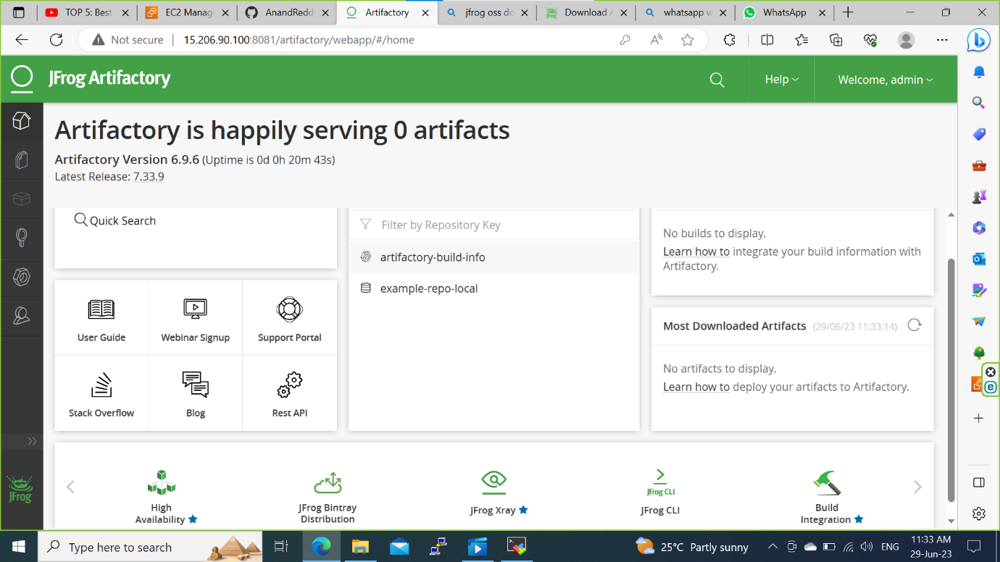 TOP 5: Best
EC2 Manag
AnandRedd
Artifactory
jfrog oss do
Download A
whatsapp w
WhatsApp
Not secure
15.206.90.100:8081/artifactory/webapp/#/home
JFrog Artifactory
Help
Welcome, admin
Artifactory is happily serving 0 artifacts
Artifactory Version 6.9.6 (Uptime is 0d 0h 20m 43s)
Latest Release: 7.33.9
Quick Search
User Guide
Webinar Signup
Support Portal
Stack Overflow
Blog
Rest API
Filter by Repository Key
artifactory-build-info
example-repo-local
No builds to display.
Learn how to integrate your build information with
Artifactory.
Most Downloaded Artifacts (29/06/23 11:33:14)
No artifacts to display.
Learn how to deploy your artifacts to Artifactory.
High
Availability
JFrog Bintray
Distribution
JFrog Xray
JFrog CLI
JFrog CLI
Build
Integration
JFrog
Type here to search
25°C Partly sunny
ENG
11:33 AM
29-Jun-23